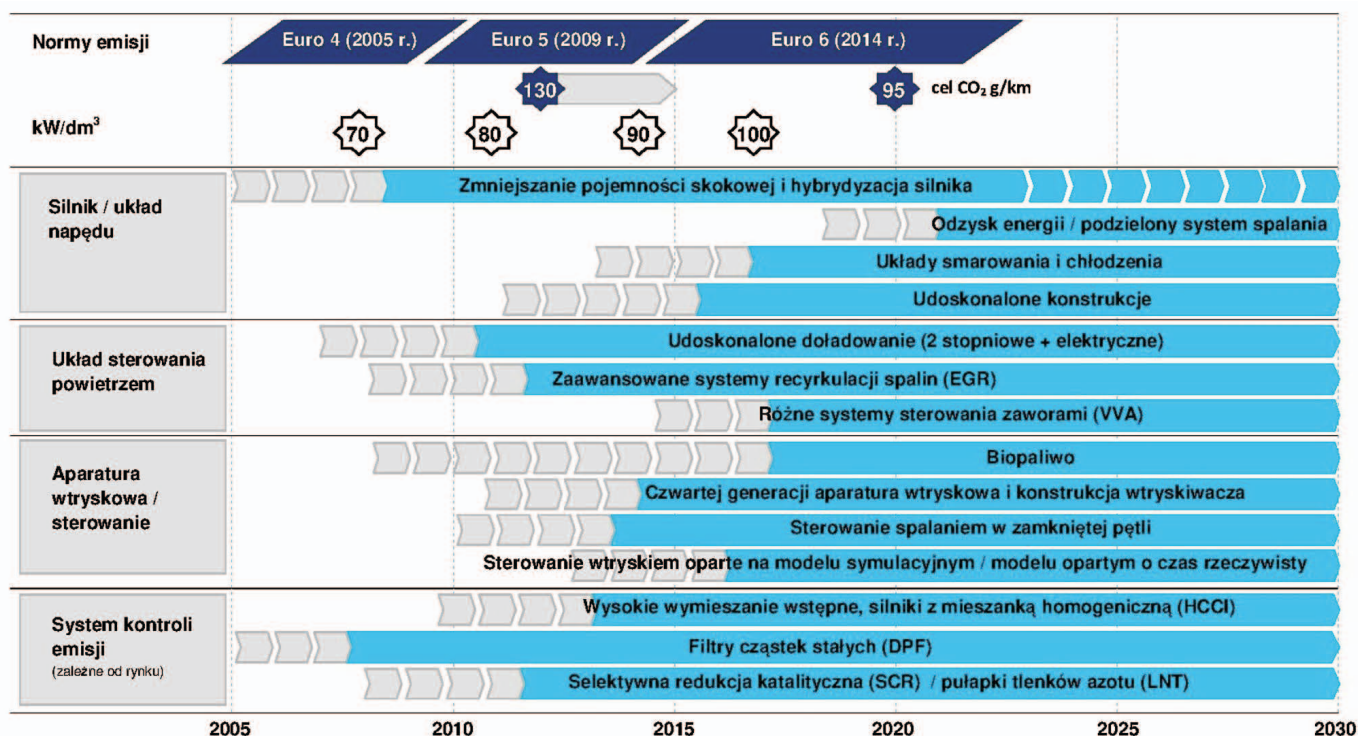 Normy emisji
Euro 4 (2005 r.)
Euro 5 (2009 r.)
Euro 6 (2014 r.)
130
95
cel CO₂ g/km
kW/dm³
70
80
90
100
Silnik / układ
napędu
Zmniejszanie pojemności skokowej i hybrydyzacja silnika
Odzysk energii / podzielony system spalania
Układy smarowania i chłodzenia
Udoskonalone konstrukcje
Układ sterowania
powietrzem
Udoskonalone doładowanie (2 stopniowe + elektryczne)
Zaawansowane systemy recyrkulacji spalin (EGR)
Różne systemy sterowania zaworami (VVA)
Aparatura
wtryskowa /
sterowanie
Biopaliwo
Czwartej generacji aparatura wtryskowa i konstrukcja wtryskiwacza
Sterowanie spalaniem w zamkniętej pętli
Sterowanie wtryskiem oparte na modelu symulacyjnym / modelu opartym o czas rzeczywisty
System kontroli
emisji
(zależne od rynku)
Wysokie wymieszanie wstępne, silniki z mieszanką homogeniczną (HCCI)
Filtry cząstek stałych (DPF)
Selektywna redukcja katalityczna (SCR) / pułapki tlenków azotu (LNT)
2005
2010
2015
2020
2025
2030